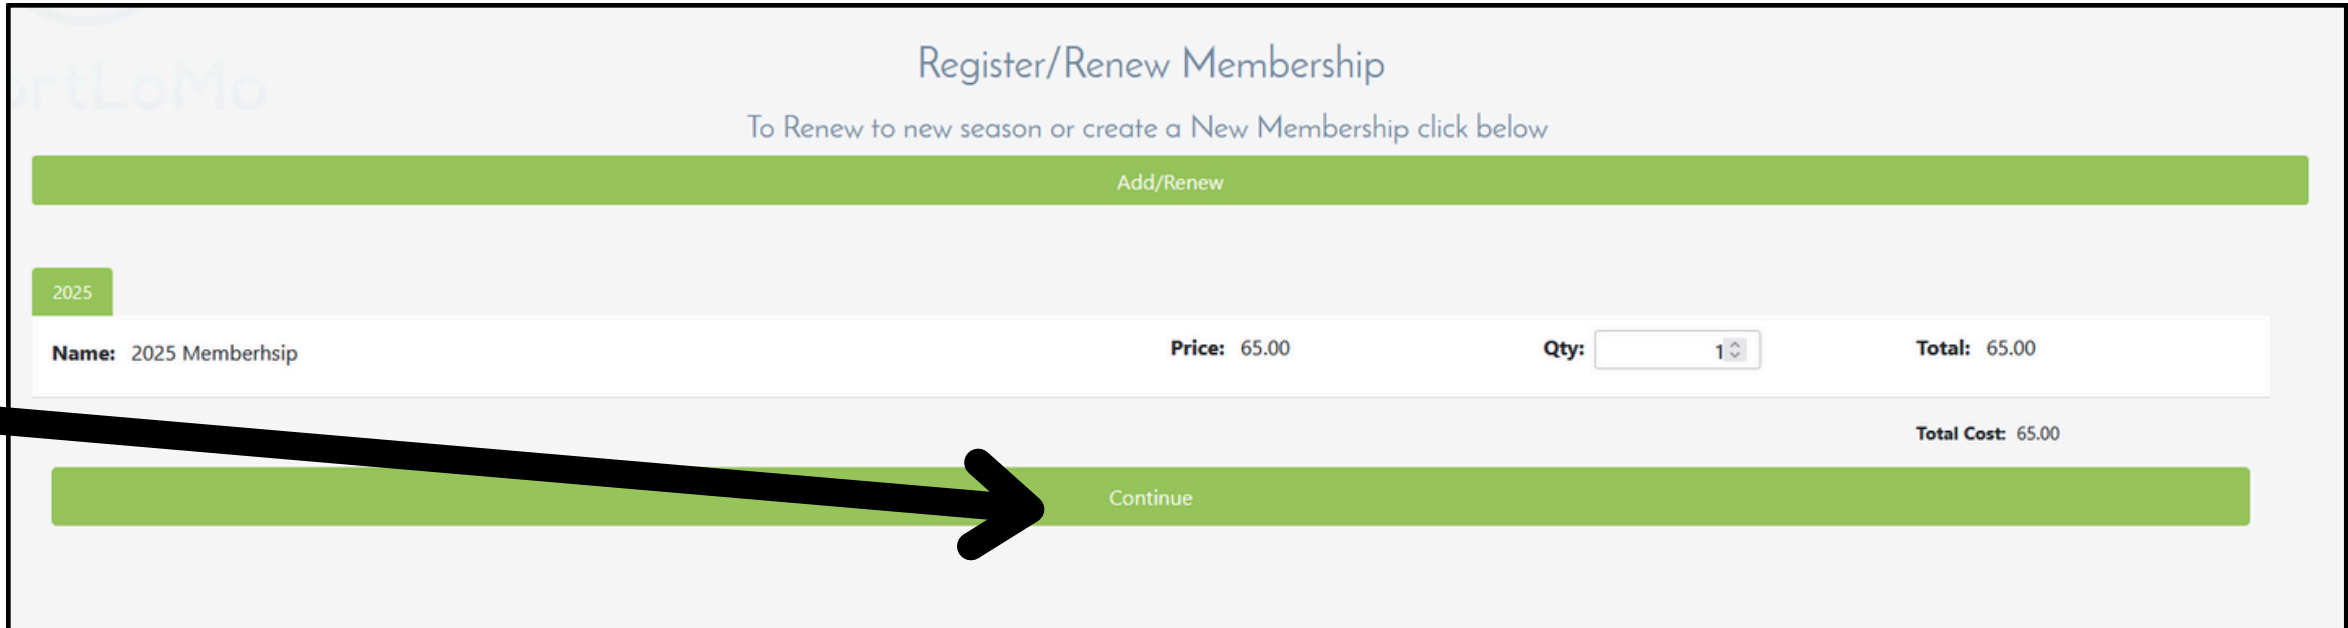 ortLoMo
Register/Renew Membership
To Renew to new season or create a New Membership click below
Add/Renew
2025
Name: 2025 Memberhsip Price: 65.00 Qty: 1 Total: 65.00
Total Cost: 65.00
Continue